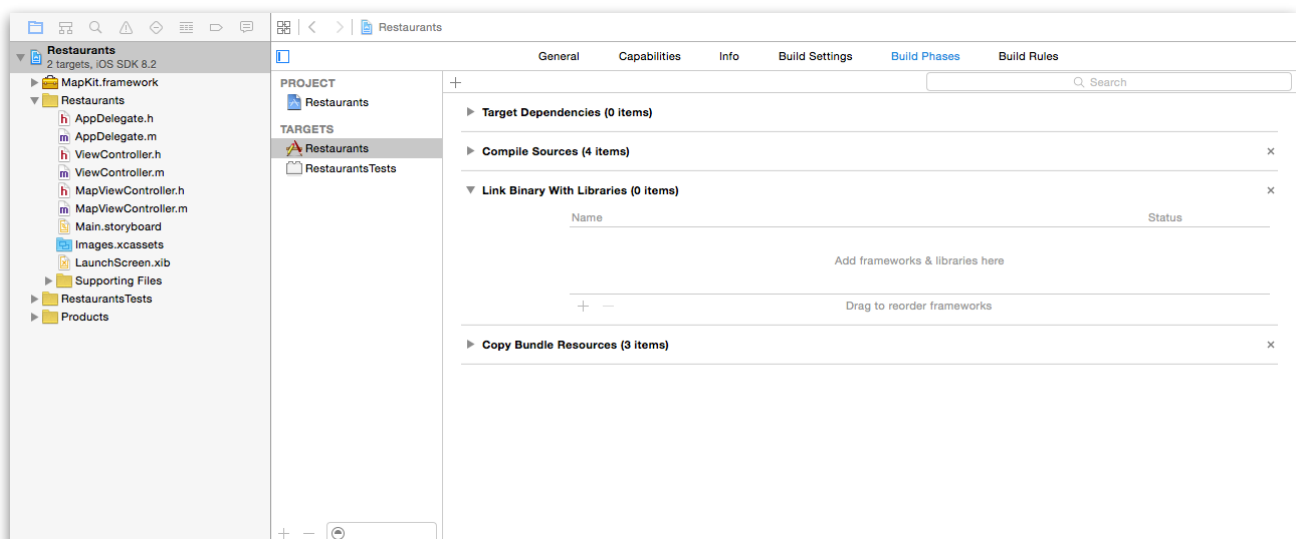 Restaurants
2 targets, iOS SDK 8.2
MapKit.framework
Restaurants
h AppDelegate.h
m AppDelegate.m
h ViewController.h
m ViewController.m
h MapViewController.h
m MapViewController.m
Main.storyboard
Images.xcassets
LaunchScreen.xib
Supporting Files
RestaurantsTests
Products
Restaurants
General Capabilities Info Build Settings Build Phases Build Rules
PROJECT
Restaurants
TARGETS
Restaurants
RestaurantsTests
Search
Target Dependencies (0 items)
Compile Sources (4 items)
Link Binary With Libraries (0 items)
Name Status
Add frameworks & libraries here
Drag to reorder frameworks
Copy Bundle Resources (3 items)